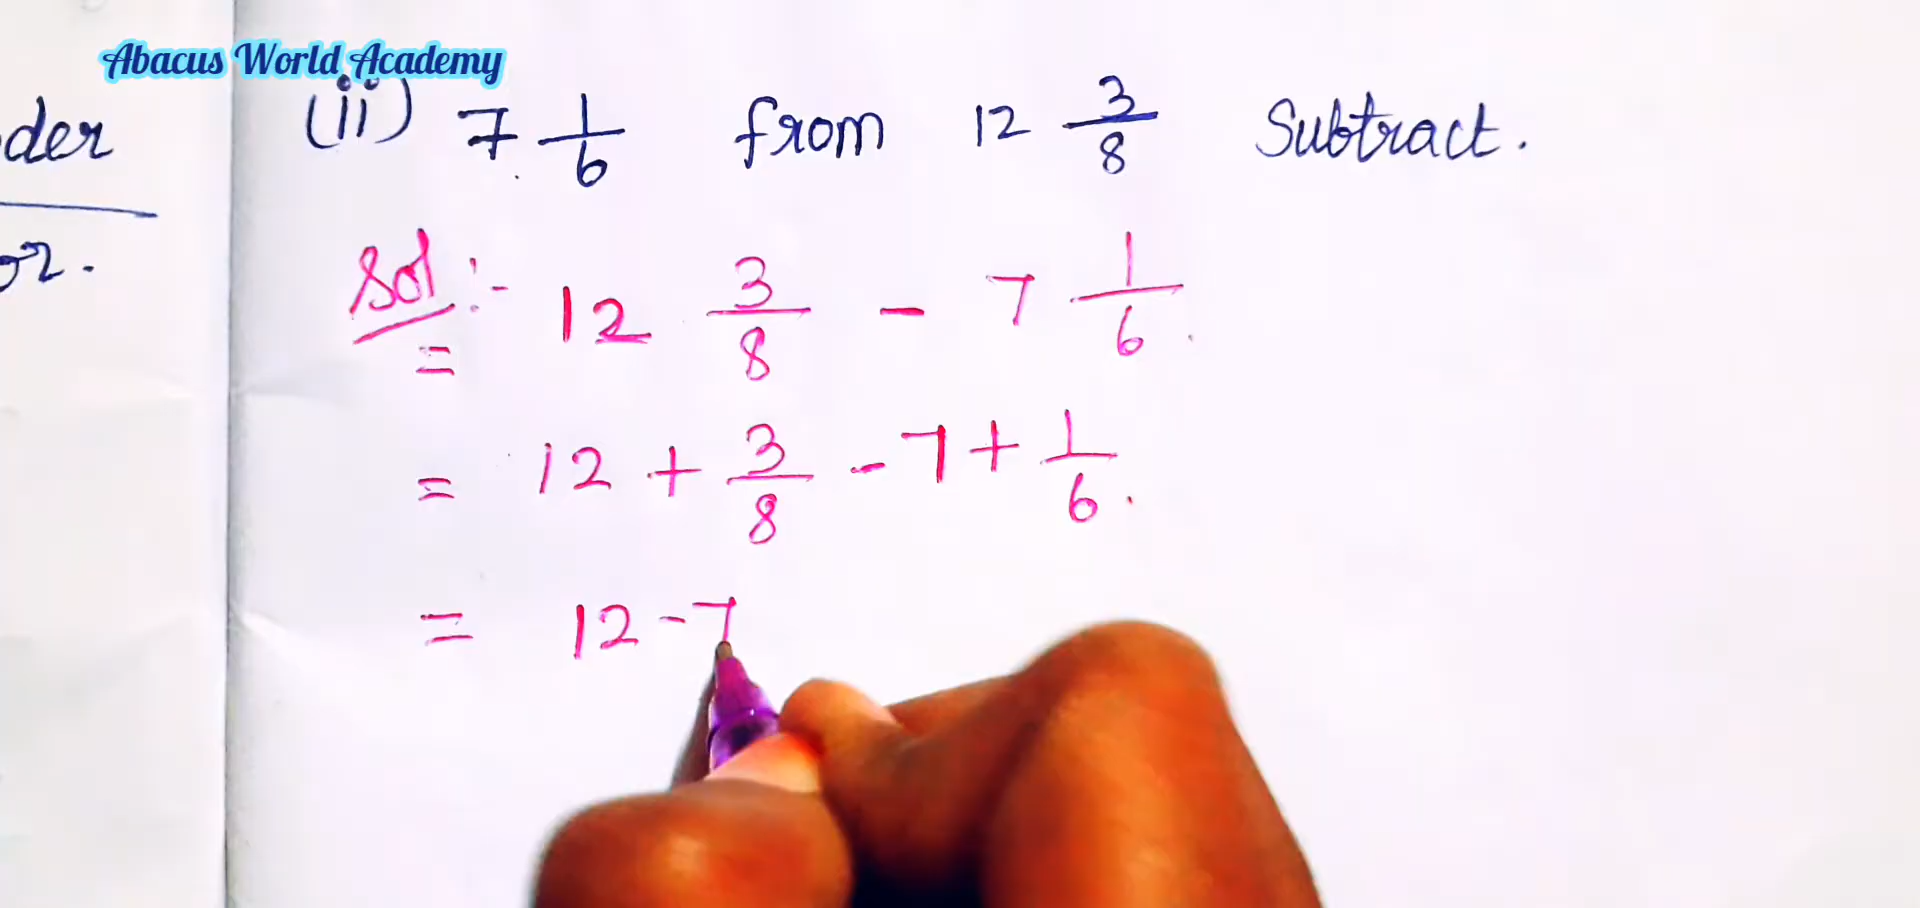 Abacus World Academy
der
or.
(ii) 7 1/6 from 12 3/8 Subtract.
Sol :- 12 3/8 - 7 1/6.
=
= 12 + 3/8 - 7 + 1/6.
= 12 - 7